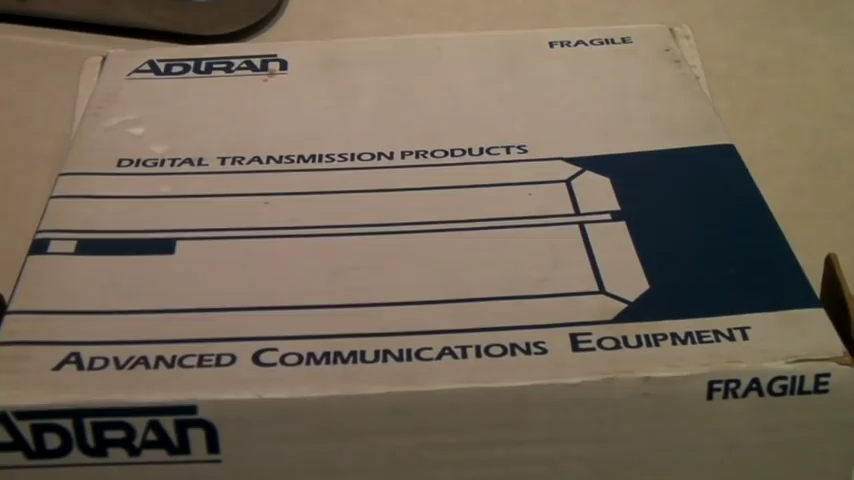 ADTRAN
FRAGILE
DIGITAL TRANSMISSION PRODUCTS
ADVANCED COMMUNICATIONS EQUIPMENT
FRAGILE
ADTRAN